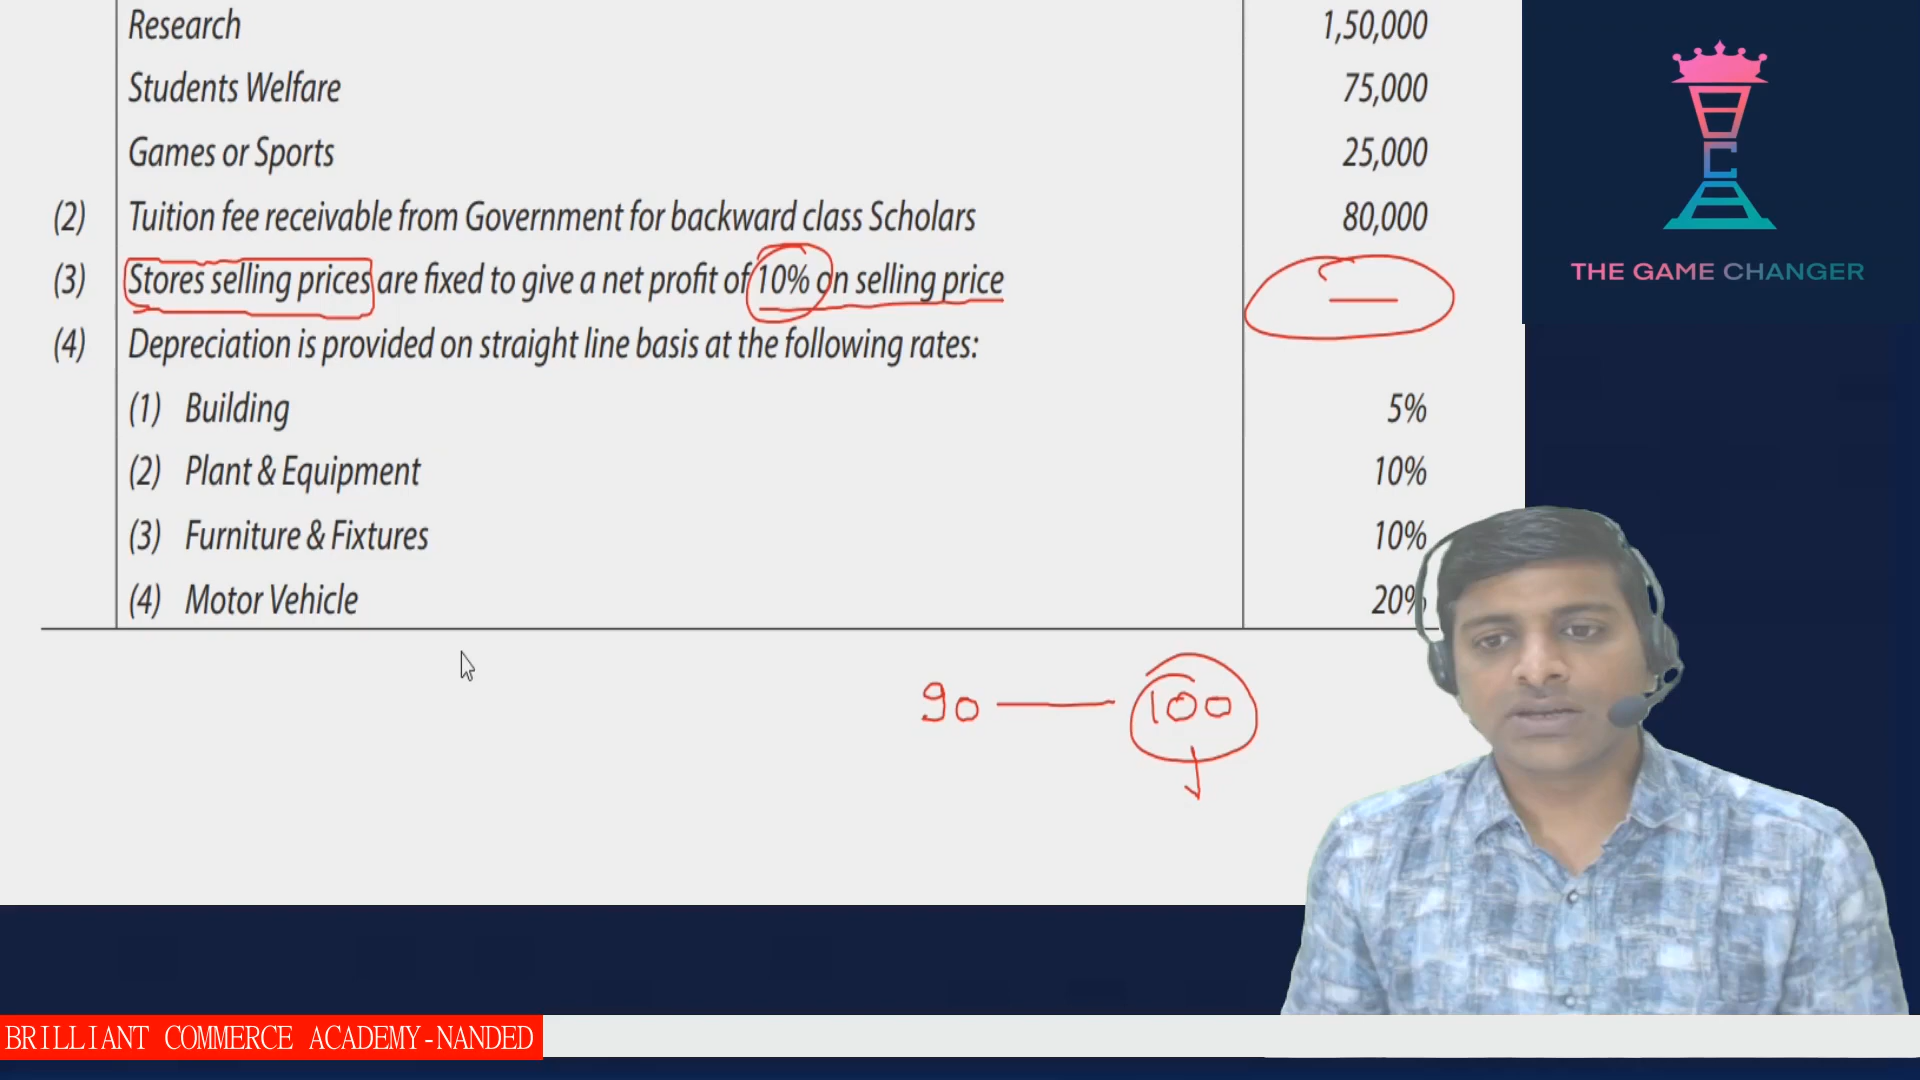 Research 1,50,000
Students Welfare 75,000
Games or Sports 25,000
(2) Tuition fee receivable from Government for backward class Scholars 80,000
(3) Stores selling prices are fixed to give a net profit of 10% on selling price —
(4) Depreciation is provided on straight line basis at the following rates:
(1) Building 5%
(2) Plant & Equipment 10%
(3) Furniture & Fixtures 10%
(4) Motor Vehicle 20%
90 — 100
THE GAME CHANGER
BRILLIANT COMMERCE ACADEMY-NANDED